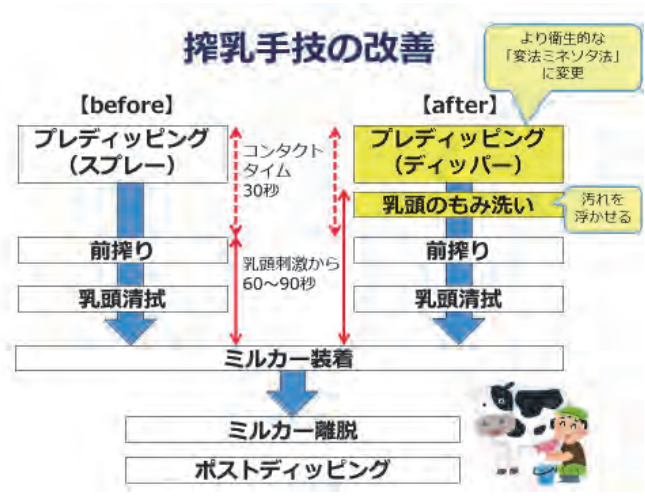 搾乳手技の改善
より衛生的な
「変法ミネソタ法」
に変更
【before】
【after】
プレディッピング
(スプレー)
コンタクト
タイム
30秒
プレディッピング
(ディッパー)
乳頭のもみ洗い
汚れを
浮かせる
前搾り
乳頭刺激から
60～90秒
前搾り
乳頭清拭
乳頭清拭
ミルカー装着
ミルカー離脱
ポストディッピング